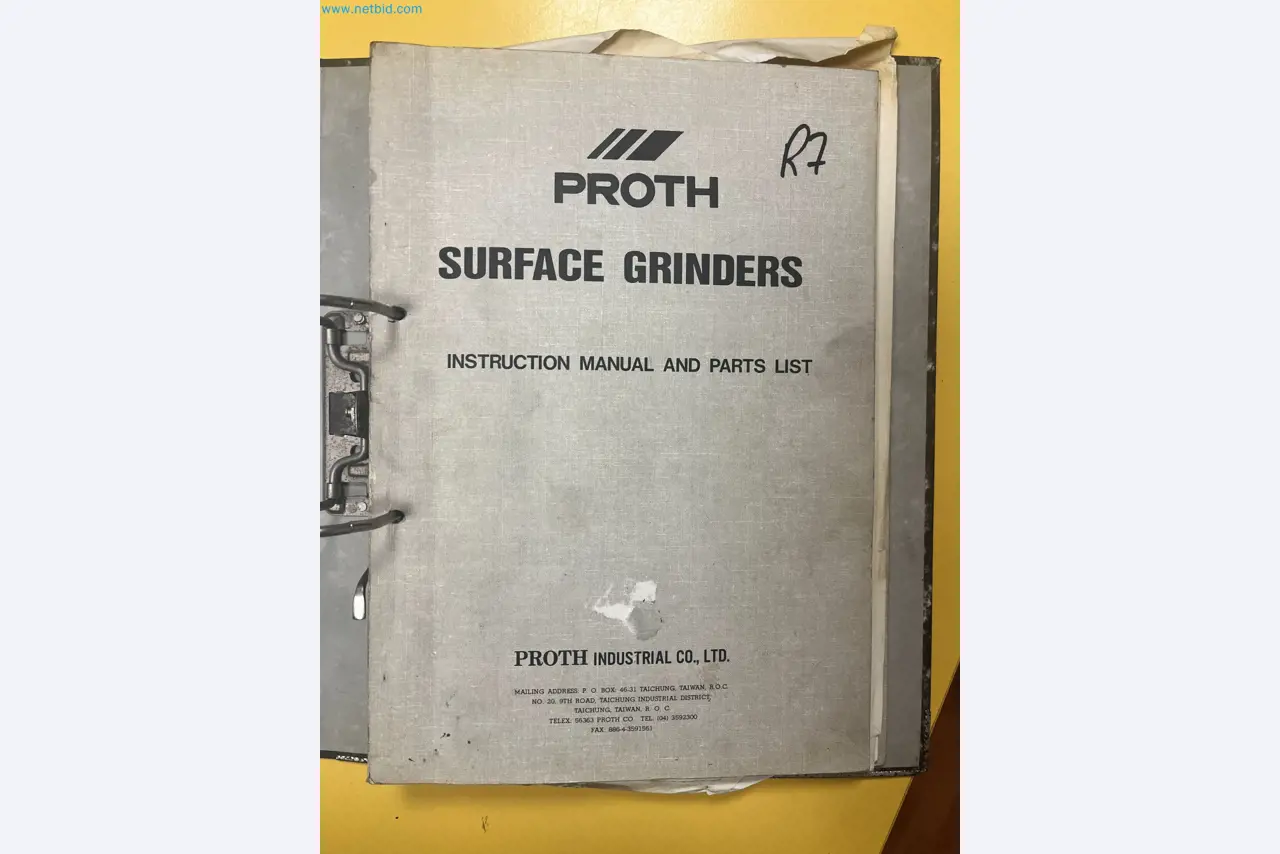 www.netbid.com
R7
PROTH
SURFACE GRINDERS
INSTRUCTION MANUAL AND PARTS LIST
PROTH INDUSTRIAL CO., LTD.
MAILING ADDRESS: P. O. BOX: 46-31 TAICHUNG, TAIWAN, R.O.C.
NO. 20, 9TH ROAD, TAICHUNG INDUSTRIAL DISTRICT,
TAICHUNG, TAIWAN, R. O. C.
TELEX: 56363 PROTH CO. TEL: (04) 3592300
FAX: 886-4-3591561